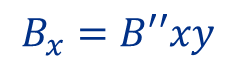 Bₓ = B''xy